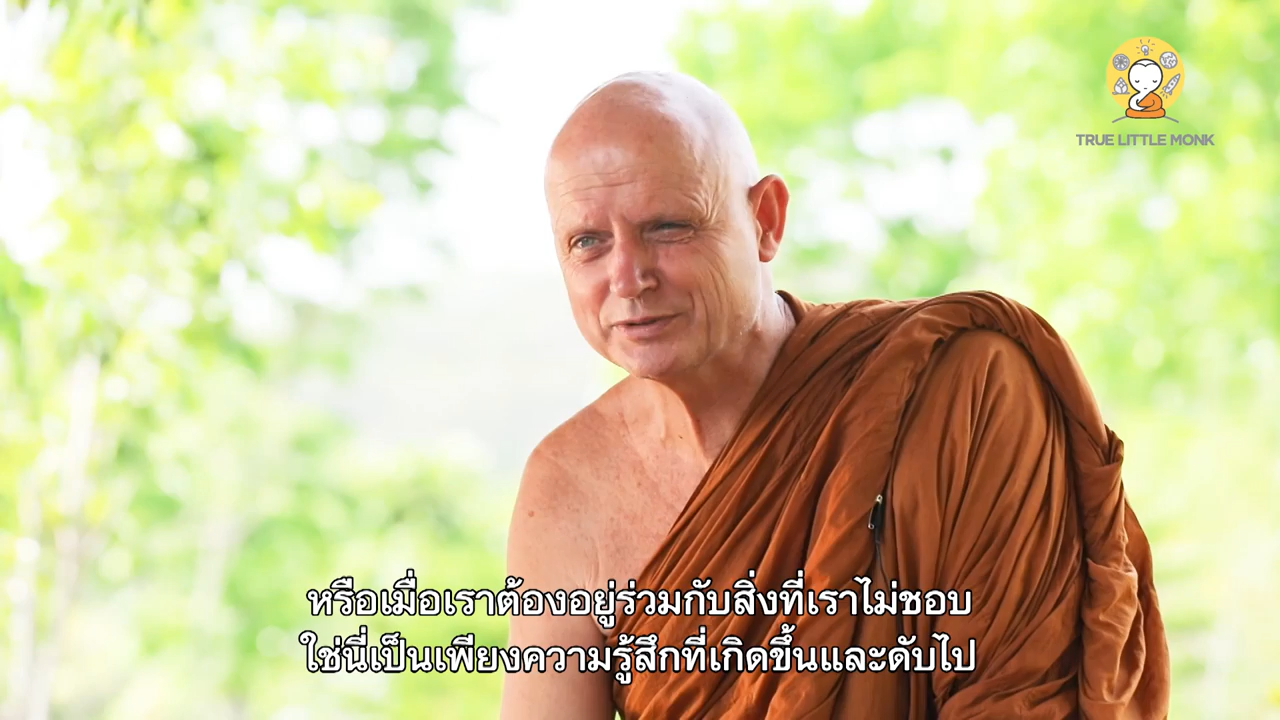 TRUE LITTLE MONK
หรือเมื่อเราต้องอยู่ร่วมกับสิ่งที่เราไม่ชอบ
ใช่นี่เป็นเพียงความรู้สึกที่เกิดขึ้นและดับไป